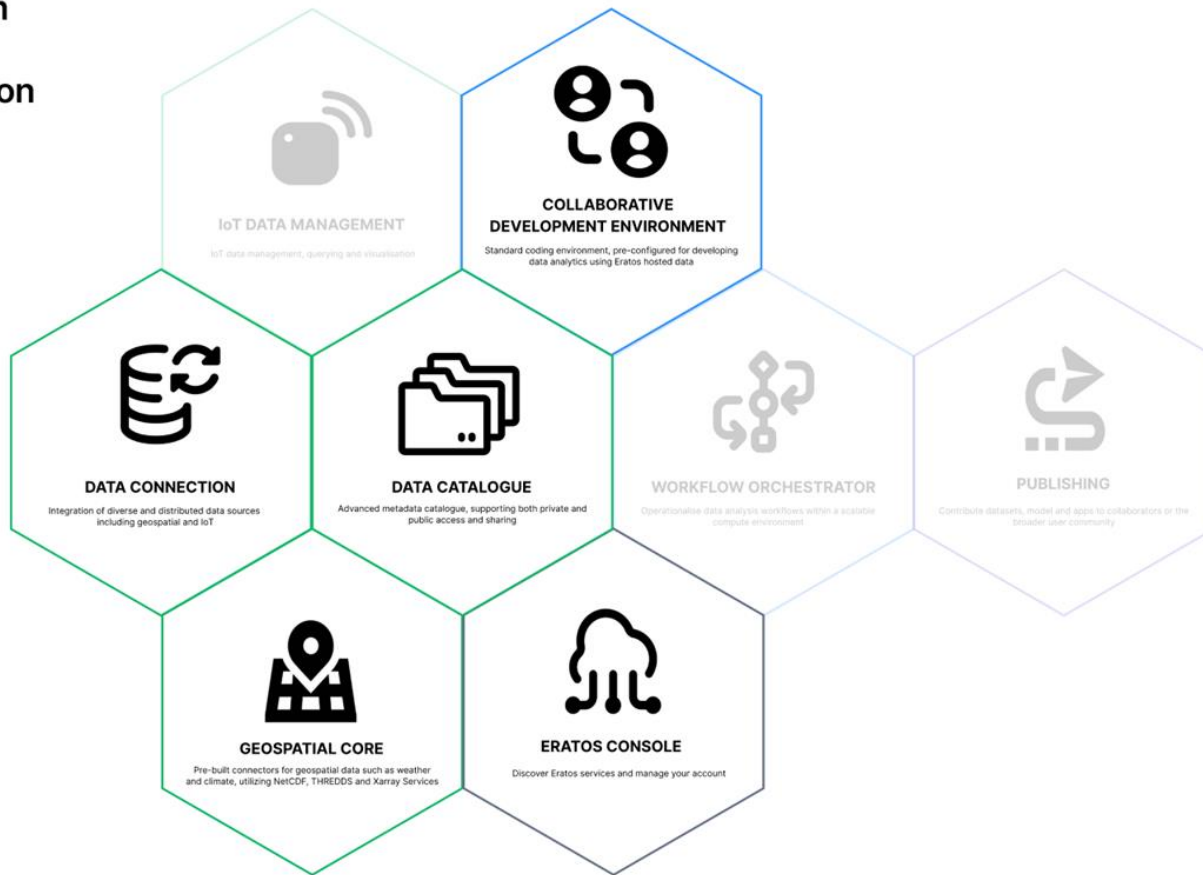 n
on
IoT DATA MANAGEMENT
IoT data management, querying and visualisation
COLLABORATIVE
DEVELOPMENT ENVIRONMENT
Standard coding environment, pre-configured for developing
data analytics using Eratos hosted data
DATA CONNECTION
Integration of diverse and distributed data sources
including geospatial and IoT
DATA CATALOGUE
Advanced metadata catalogue, supporting both private and
public access and sharing
WORKFLOW ORCHESTRATOR
Operationalise data analysis workflows within a scalable
compute environment
PUBLISHING
Contribute datasets, model and apps to collaborators or the
broader user community
GEOSPATIAL CORE
Pre-built connectors for geospatial data such as weather
and climate, utilizing NetCDF, THREDDS and Xarray Services
ERATOS CONSOLE
Discover Eratos services and manage your account